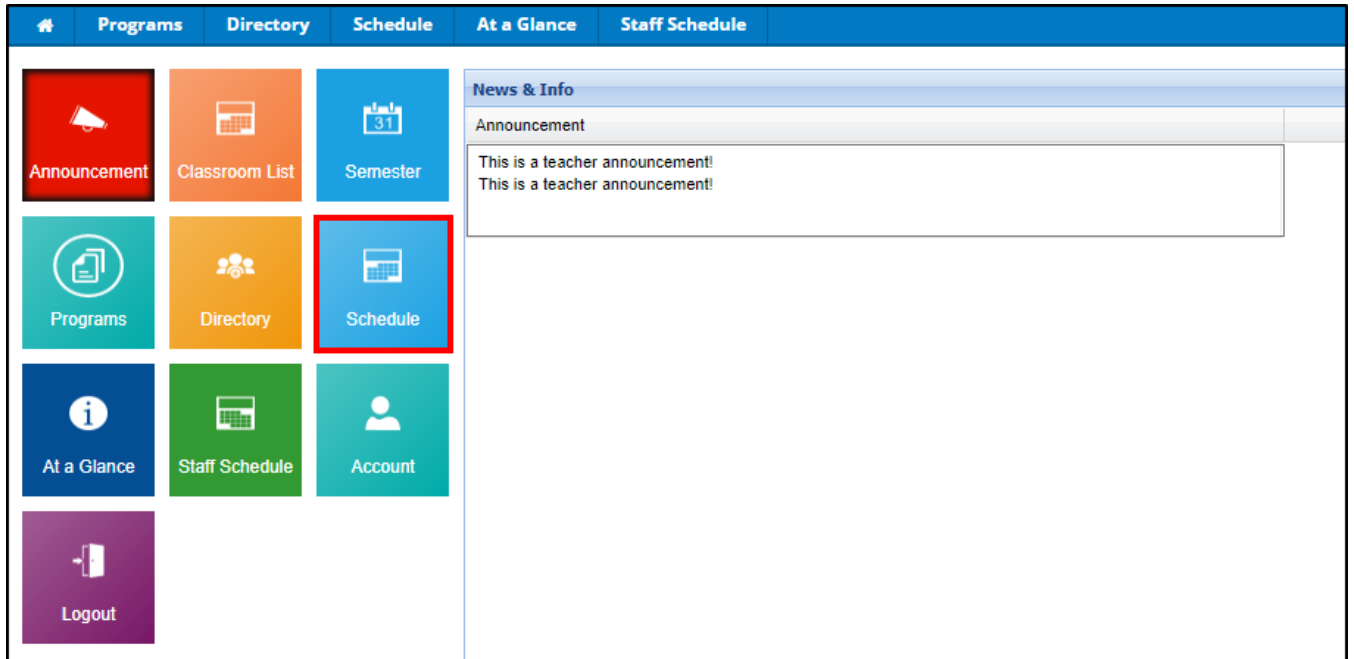 Programs Directory Schedule At a Glance Staff Schedule
Announcement Classroom List 31 Semester
Programs Directory Schedule
At a Glance Staff Schedule Account
Logout
News & Info
Announcement
This is a teacher announcement!
This is a teacher announcement!